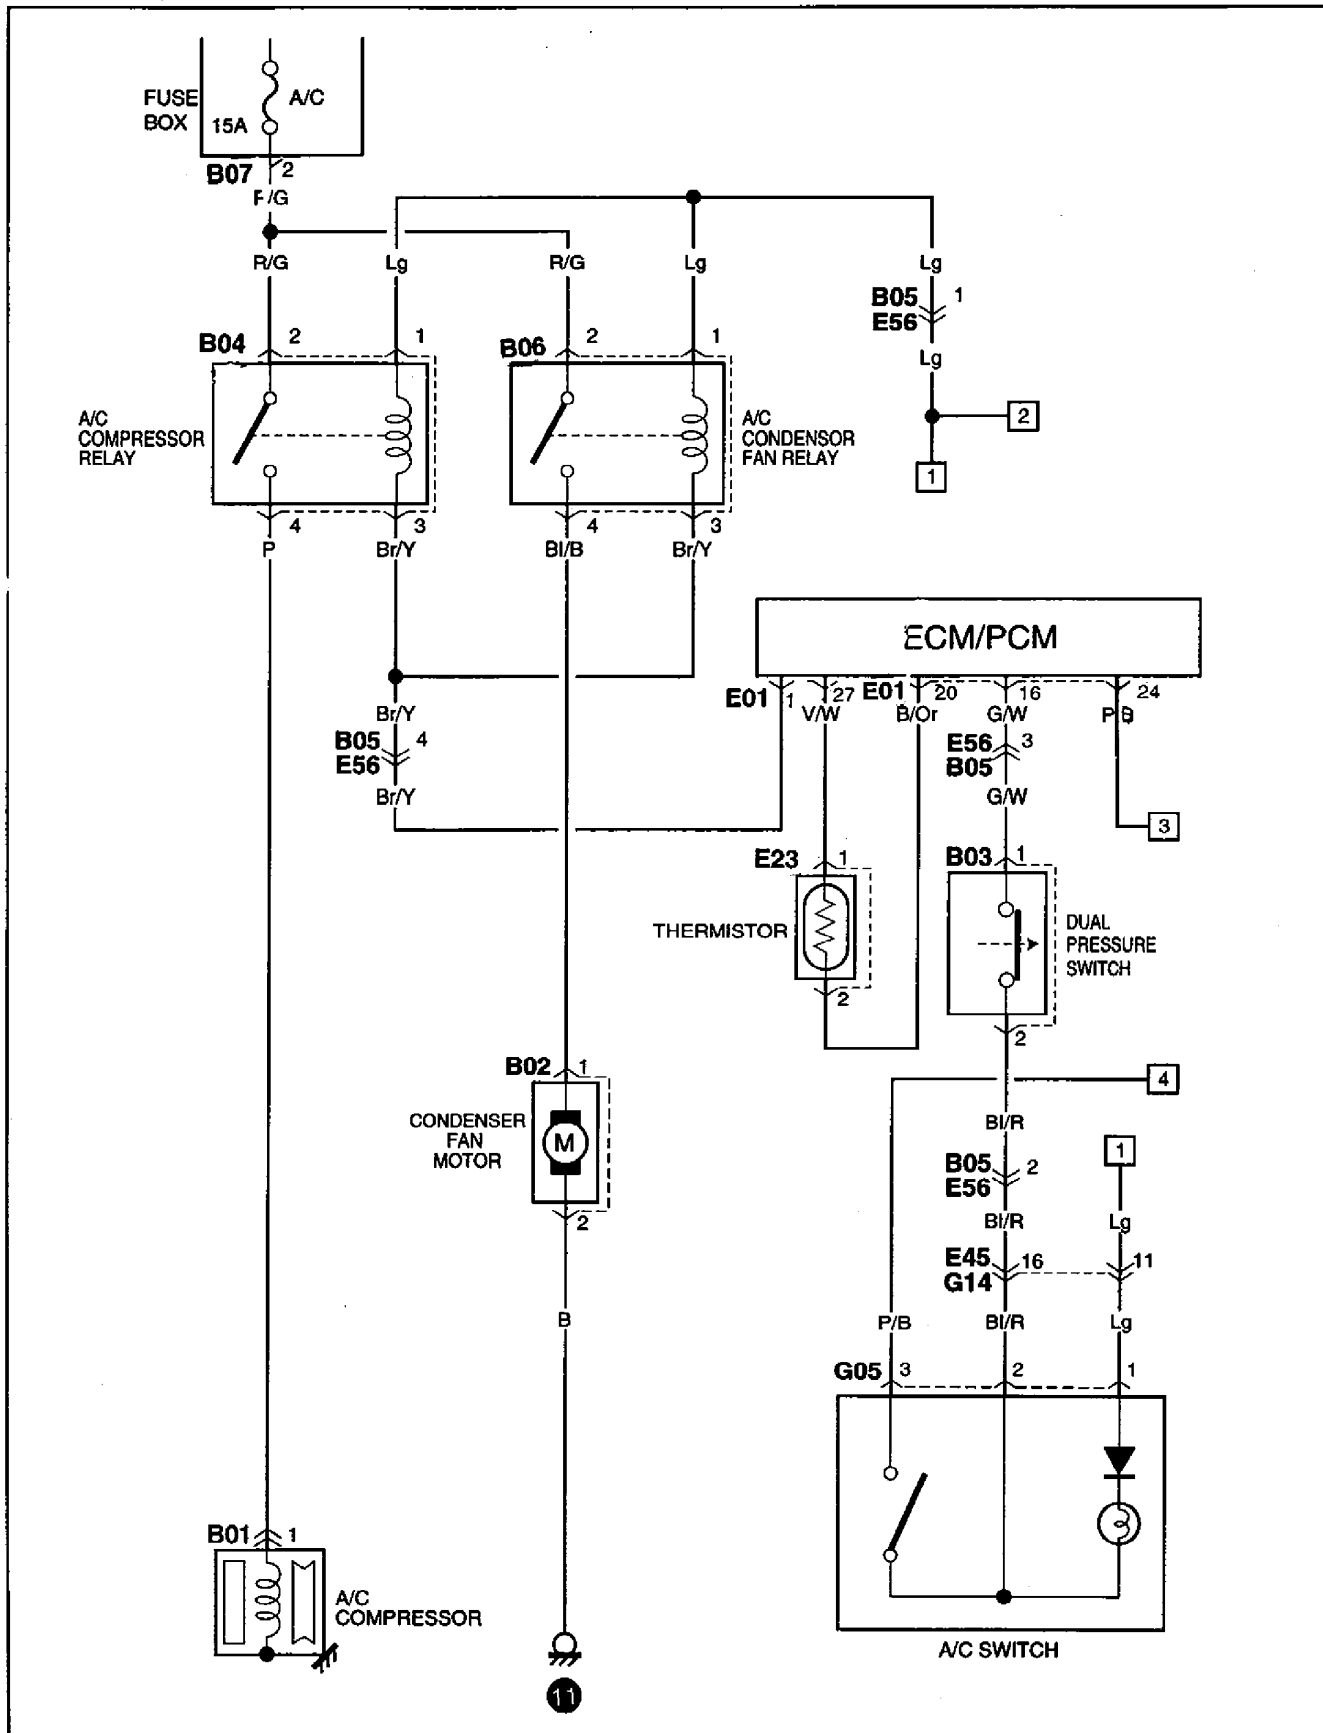 FUSE
BOX
A/C
15A
B07 2
R/G
R/G Lg R/G Lg Lg
B05 1
E56
Lg
B04 2 1
B06 2 1
A/C
COMPRESSOR
RELAY
A/C
CONDENSOR
FAN RELAY
2
1
4 3 4 3
P Br/Y Bl/B Br/Y
ECM/PCM
E01 1 27 E01 20 16 24
V/W B/Or G/W P/B
Br/Y
B05 4
E56
Br/Y
E56 3
B05
G/W
3
E23 1
B03 1
THERMISTOR
DUAL
PRESSURE
SWITCH
2
2
B02 1
4
CONDENSER
FAN
MOTOR
M
Bl/R
1
B05 2
E56
2
Bl/R Lg
E45 16 11
G14
B
P/B Bl/R Lg
G05 3 2 1
B01 1
A/C
COMPRESSOR
A/C SWITCH
11